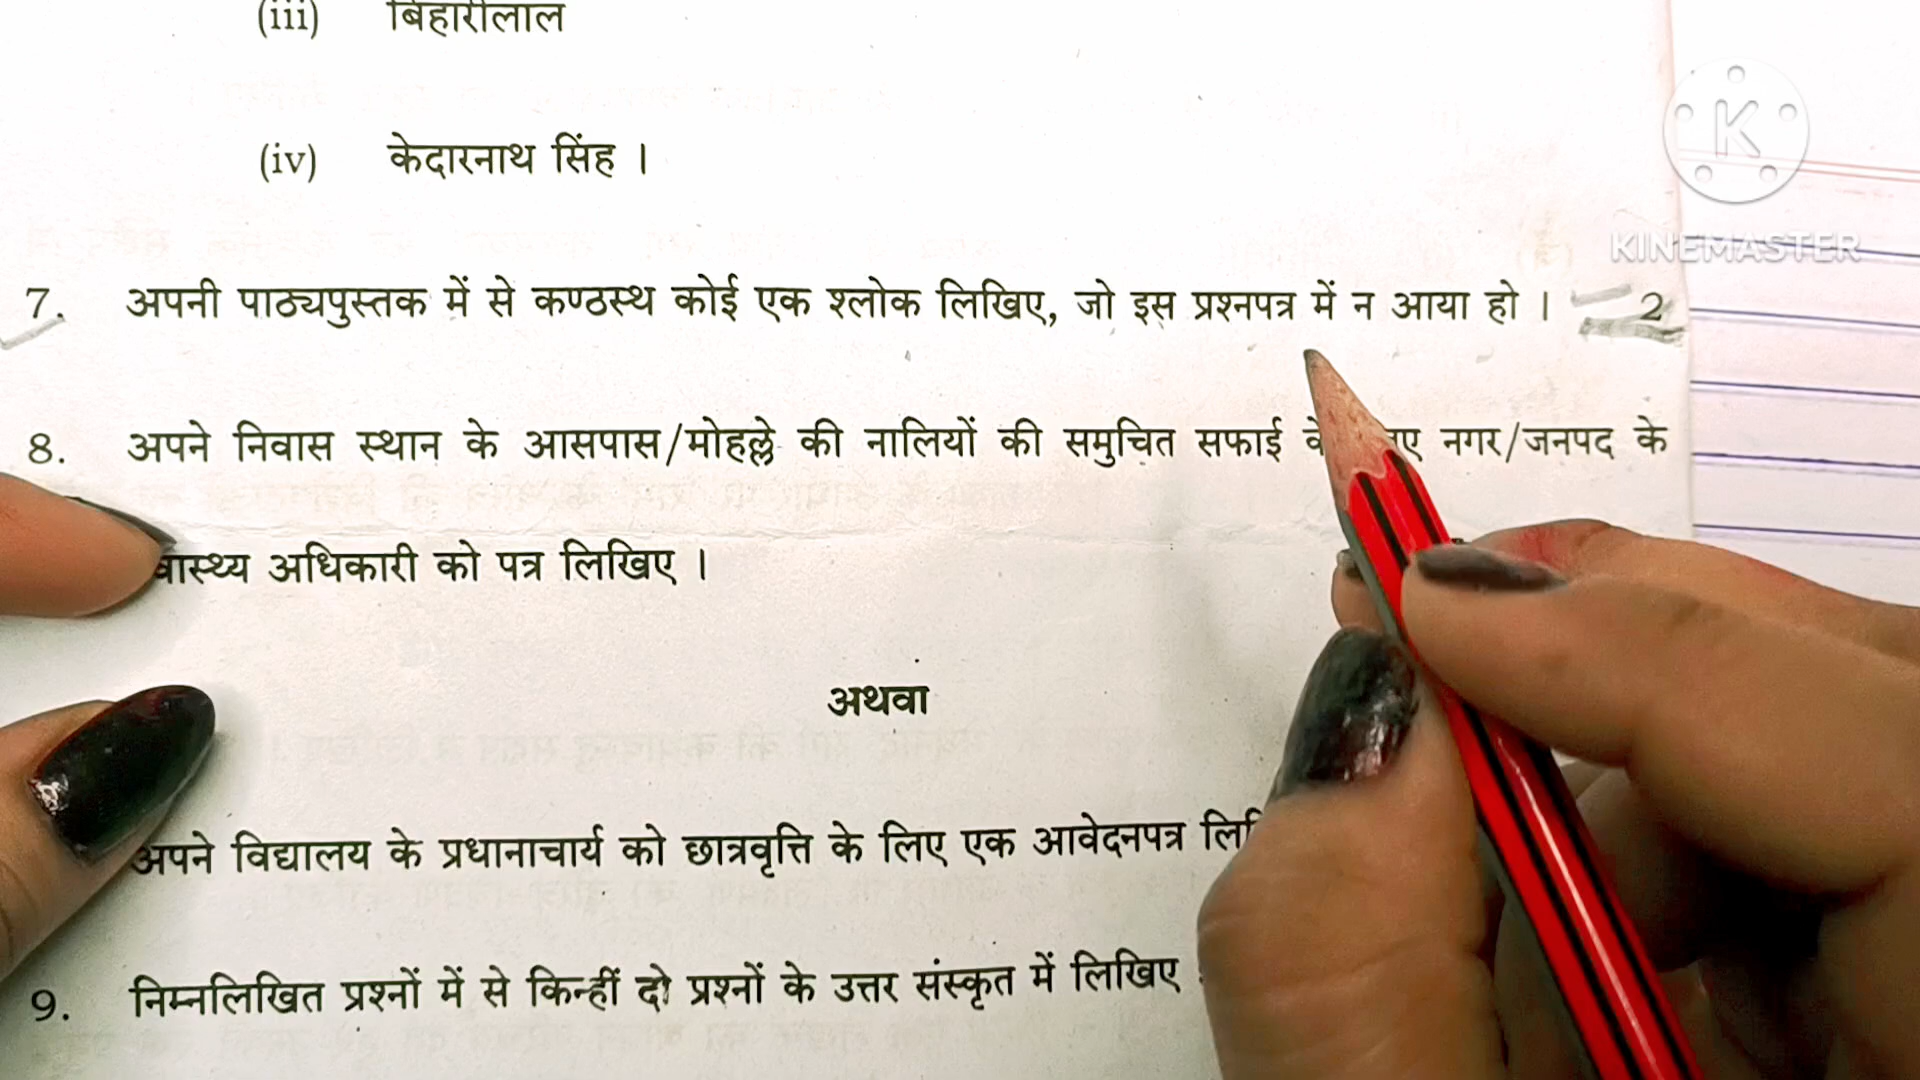 (iii) बिहारीलाल
(iv) केदारनाथ सिंह ।
K
KINEMASTER
7. अपनी पाठ्यपुस्तक में से कण्ठस्थ कोई एक श्लोक लिखिए, जो इस प्रश्नपत्र में न आया हो । 2
8. अपने निवास स्थान के आसपास/मोहल्ले की नालियों की समुचित सफाई के नगर/जनपद के
अधिकारी को पत्र लिखिए ।
अथवा
अपने विद्यालय के प्रधानाचार्य को छात्रवृत्ति के लिए एक आवेदनपत्र
9. निम्नलिखित प्रश्नों में से किन्हीं दो प्रश्नों के उत्तर संस्कृत में लिखिए